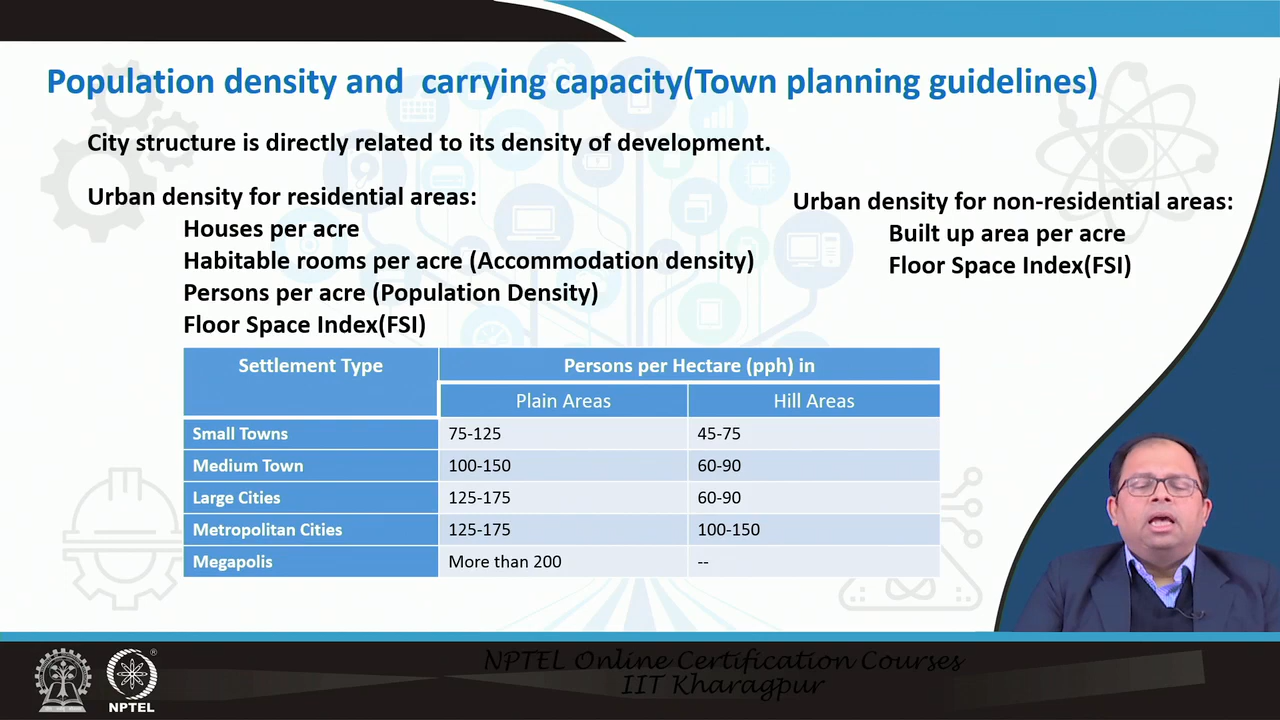 Population density and carrying capacity(Town planning guidelines)
City structure is directly related to its density of development.
Urban density for residential areas:
Houses per acre
Habitable rooms per acre (Accommodation density)
Persons per acre (Population Density)
Floor Space Index(FSI)
Urban density for non-residential areas:
Built up area per acre
Floor Space Index(FSI)
Settlement Type Persons per Hectare (pph) in
Plain Areas Hill Areas
Small Towns 75-125 45-75
Medium Town 100-150 60-90
Large Cities 125-175 60-90
Metropolitan Cities 125-175 100-150
Megapolis More than 200 --
NPTEL Online Certification Courses
IIT Kharagpur
NPTEL
®